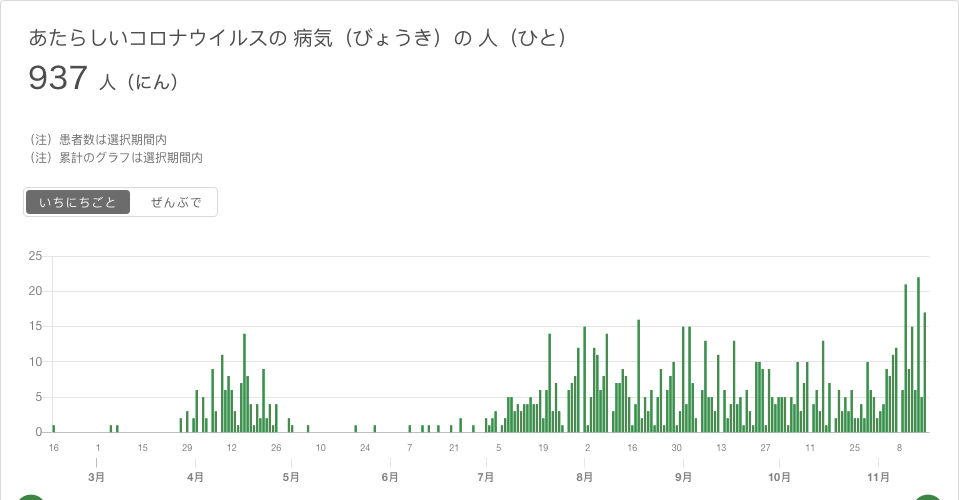 あたらしいコロナウイルスの 病気（びょうき）の 人（ひと）
937 人（にん）
（注）患者数は選択期間内
（注）累計のグラフは選択期間内
いちにちごと ぜんぶで
25
20
15
10
5
0
16 1 15 29 12 26 10 24 7 21 5 19 2 16 30 13 27 11 25 8
3月 4月 5月 6月 7月 8月 9月 10月 11月